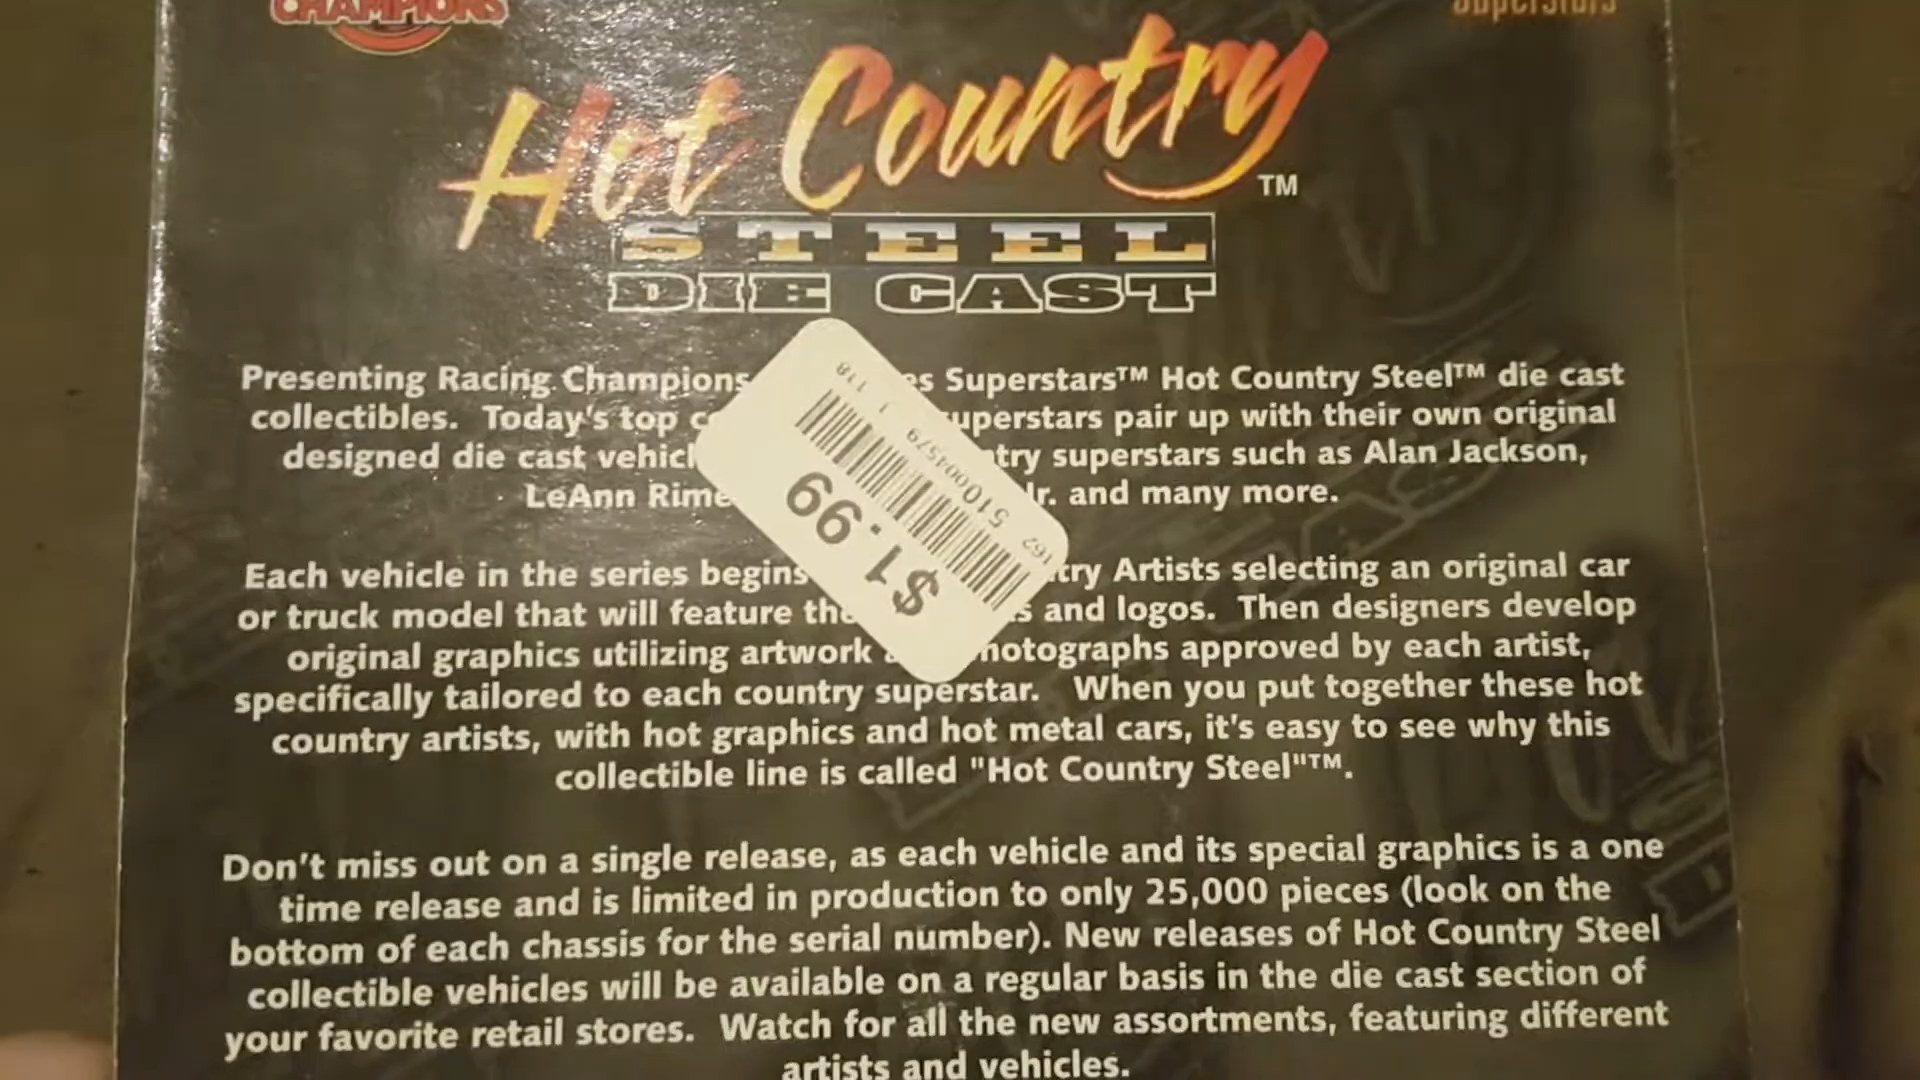 CHAMPIONS
Superstars
Hot Country TM
STEEL
DIE CAST
Presenting Racing Champions es Superstars™ Hot Country Steel™ die cast
collectibles. Today's top c uperstars pair up with their own original
designed die cast vehicl try superstars such as Alan Jackson,
LeAnn Rime Jr. and many more.
118
510004579
$1.99
162
Each vehicle in the series begins try Artists selecting an original car
or truck model that will feature the s and logos. Then designers develop
original graphics utilizing artwork a hotographs approved by each artist,
specifically tailored to each country superstar. When you put together these hot
country artists, with hot graphics and hot metal cars, it's easy to see why this
collectible line is called "Hot Country Steel"™.
Don't miss out on a single release, as each vehicle and its special graphics is a one
time release and is limited in production to only 25,000 pieces (look on the
bottom of each chassis for the serial number). New releases of Hot Country Steel
collectible vehicles will be available on a regular basis in the die cast section of
your favorite retail stores. Watch for all the new assortments, featuring different
artists and vehicles.